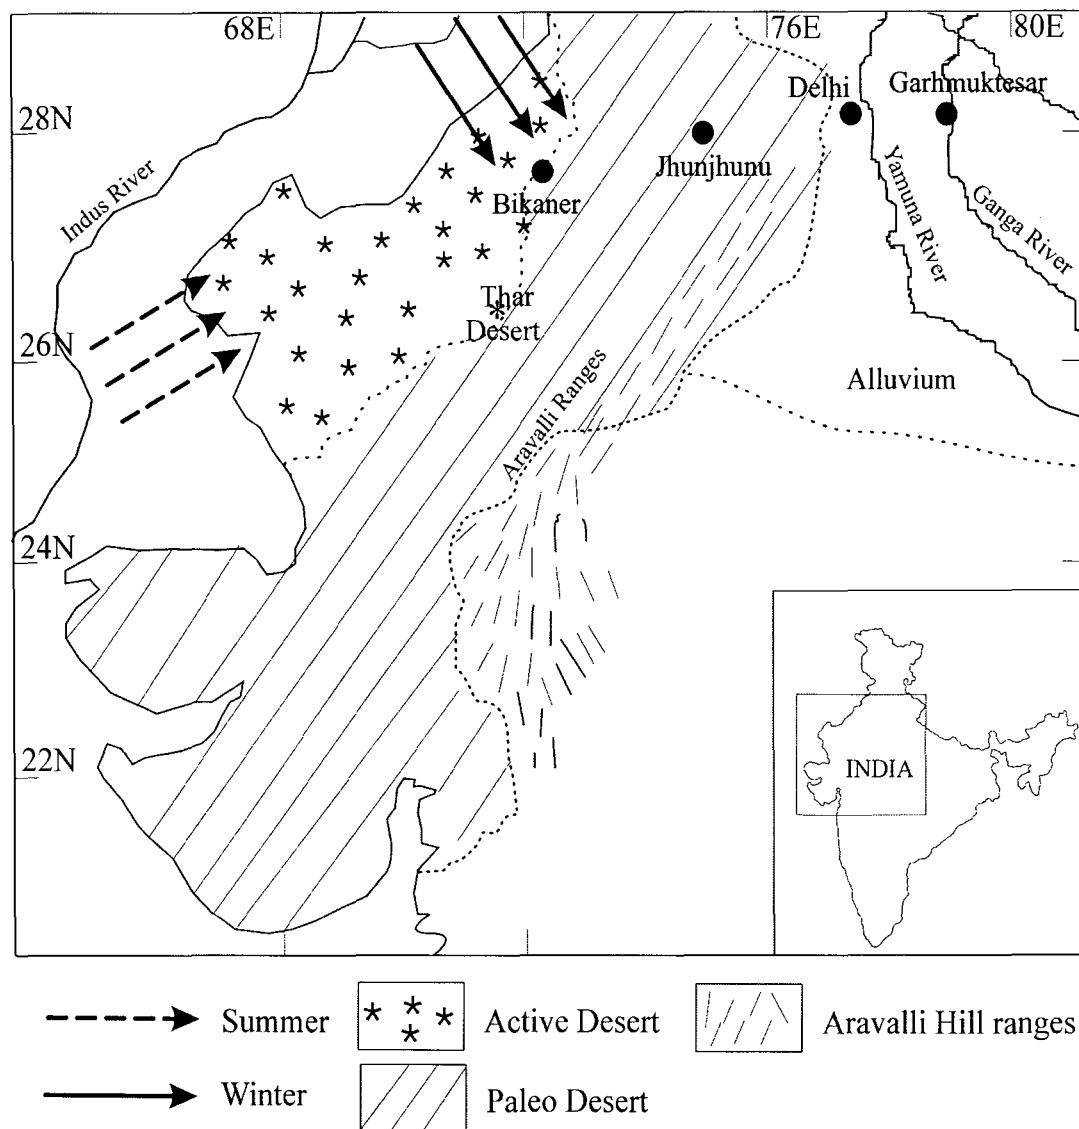 68E
76E
80E
28N
Delhi
Garhmuktesar
Indus River
Bikaner
Jhunjhunu
Yamuna River
Ganga River
Thar
Desert
26N
Aravalli Ranges
Alluvium
24N
22N
INDIA
Summer
Active Desert
Aravalli Hill ranges
Winter
Paleo Desert